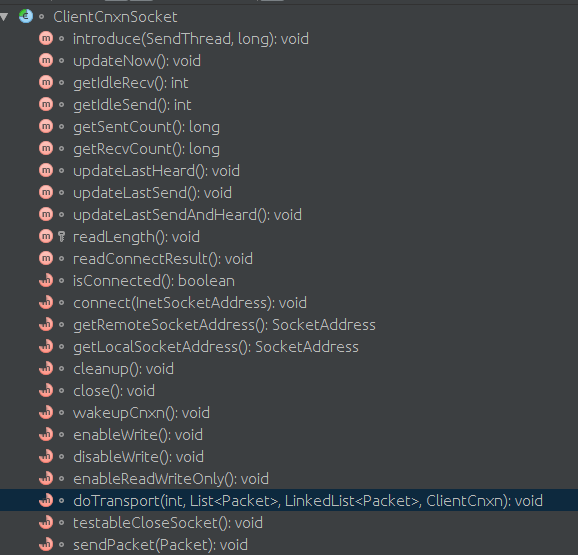 ClientCnxnSocket
introduce(SendThread, long): void
updateNow(): void
getIdleRecv(): int
getIdleSend(): int
getSentCount(): long
getRecvCount(): long
updateLastHeard(): void
updateLastSend(): void
updateLastSendAndHeard(): void
readLength(): void
readConnectResult(): void
isConnected(): boolean
connect(InetSocketAddress): void
getRemoteSocketAddress(): SocketAddress
getLocalSocketAddress(): SocketAddress
cleanup(): void
close(): void
wakeupCnxn(): void
enableWrite(): void
disableWrite(): void
enableReadWriteOnly(): void
doTransport(int, List<Packet>, LinkedList<Packet>, ClientCnxn): void
testableCloseSocket(): void
sendPacket(Packet): void